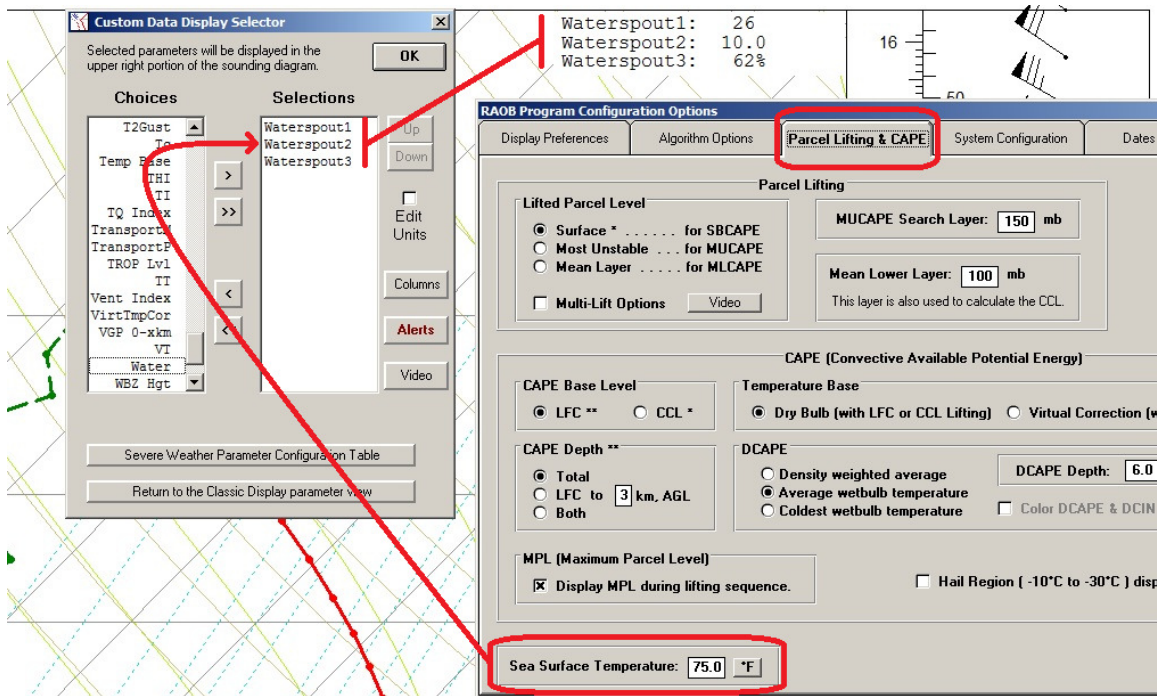 Custom Data Display Selector
Selected parameters will be displayed in the
upper right portion of the sounding diagram.
OK
Choices
Selections
T2Gust
Tc
Temp Base
THI
TI
TQ Index
TransportM
TransportP
TROP Lvl
TT
Vent Index
VirtTmpCor
VGP 0-xkm
VT
Water
WBZ Hgt
>
>>
<
Waterspout1
Waterspout2
Waterspout3
Up
Down
Edit
Units
Columns
Alerts
Video
Severe Weather Parameter Configuration Table
Return to the Classic Display parameter view
Waterspout1: 26
Waterspout2: 10.0
Waterspout3: 62%
16
50
RAOB Program Configuration Options
Display Preferences
Algorithm Options
Parcel Lifting & CAPE
System Configuration
Dates
Parcel Lifting
Lifted Parcel Level
Surface * . . . . . . for SBCAPE
Most Unstable . . . for MUCAPE
Mean Layer . . . . . for MLCAPE
Multi-Lift Options Video
MUCAPE Search Layer: 150 mb
Mean Lower Layer: 100 mb
This layer is also used to calculate the CCL.
CAPE (Convective Available Potential Energy)
CAPE Base Level
LFC ** CCL *
Temperature Base
Dry Bulb (with LFC or CCL Lifting) Virtual Correction (w
CAPE Depth **
Total
LFC to 3 km, AGL
Both
DCAPE
Density weighted average
Average wetbulb temperature
Coldest wetbulb temperature
DCAPE Depth: 6.0
Color DCAPE & DCIN
MPL (Maximum Parcel Level)
Display MPL during lifting sequence.
Hail Region ( -10°C to -30°C ) disp
Sea Surface Temperature: 75.0 °F